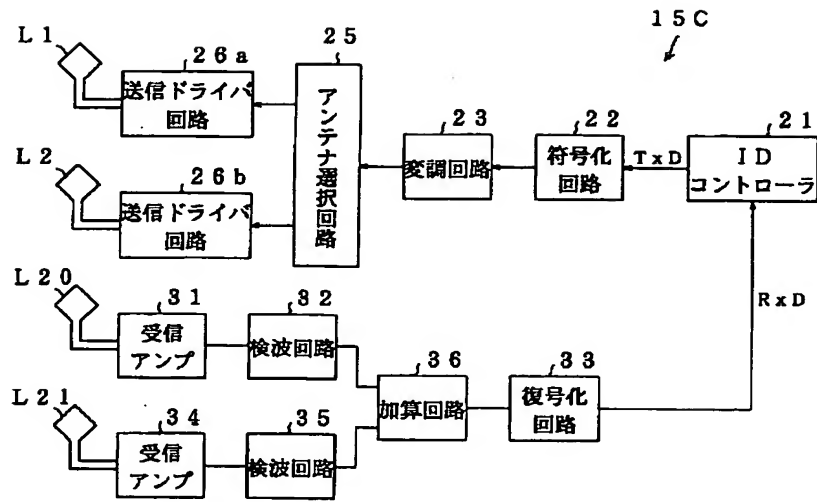 15C
L1
26a
送信ドライバ
回路
L2
26b
送信ドライバ
回路
25
アンテナ選択回路
23
変調回路
22
符号化
回路
TxD
21
ID
コントローラ
RxD
L20
31
受信
アンプ
32
検波回路
L21
34
受信
アンプ
35
検波回路
36
加算回路
33
復号化
回路